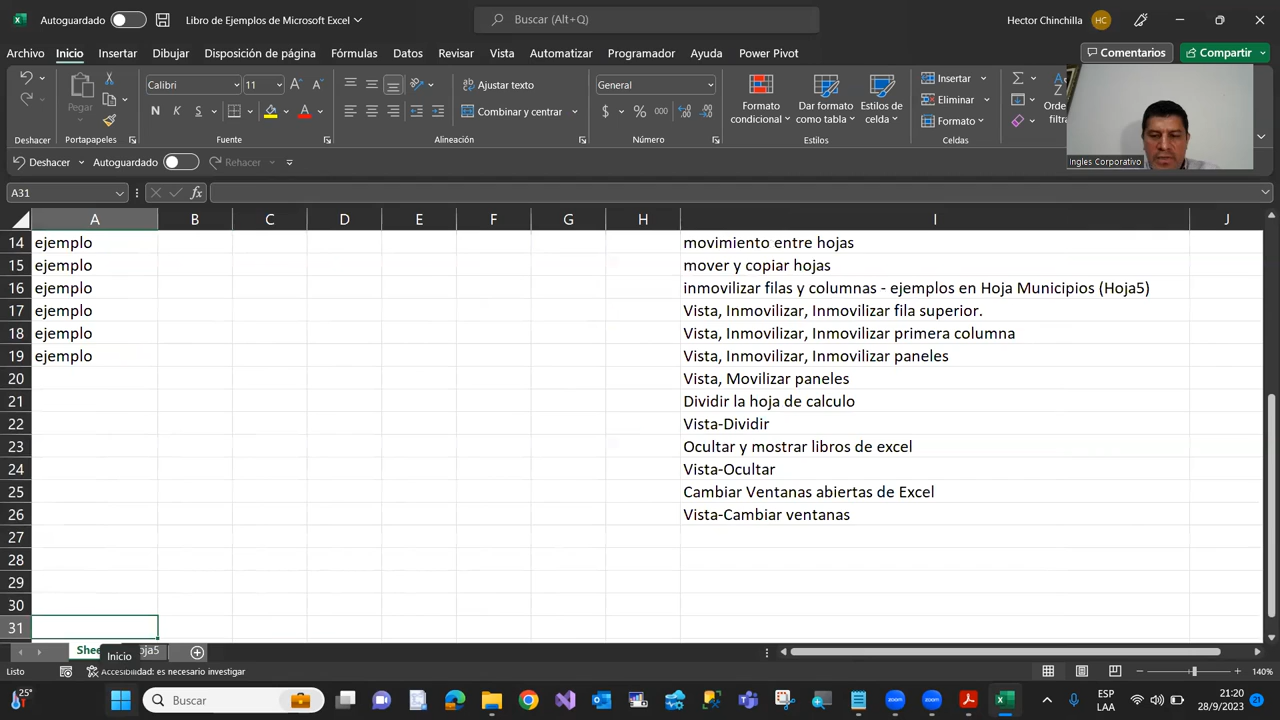 Autoguardado
Libro de Ejemplos de Microsoft Excel
Buscar (Alt+Q)
Hector Chinchilla
HC
Archivo Inicio Insertar Dibujar Disposición de página Fórmulas Datos Revisar Vista Automatizar Programador Ayuda Power Pivot
Comentarios
Compartir
Pegar
Calibri 11
N K S
Ajustar texto
Combinar y centrar
General
$ % 000
Formato condicional
Dar formato como tabla
Estilos de celda
Insertar
Eliminar
Formato
Deshacer Portapapeles Fuente Alineación Número Estilos Celdas
Ingles Corporativo
Deshacer Autoguardado Rehacer
A31
fx
A B C D E F G H I J
14 ejemplo movimiento entre hojas
15 ejemplo mover y copiar hojas
16 ejemplo inmovilizar filas y columnas - ejemplos en Hoja Municipios (Hoja5)
17 ejemplo Vista, Inmovilizar, Inmovilizar fila superior.
18 ejemplo Vista, Inmovilizar, Inmovilizar primera columna
19 ejemplo Vista, Inmovilizar, Inmovilizar paneles
20 Vista, Movilizar paneles
21 Dividir la hoja de calculo
22 Vista-Dividir
23 Ocultar y mostrar libros de excel
24 Vista-Ocultar
25 Cambiar Ventanas abiertas de Excel
26 Vista-Cambiar ventanas
27
28
29
30
31
Inicio
Listo
Accesibilidad: es necesario investigar
140%
25°
Buscar
ESP
LAA
21:20
28/9/2023